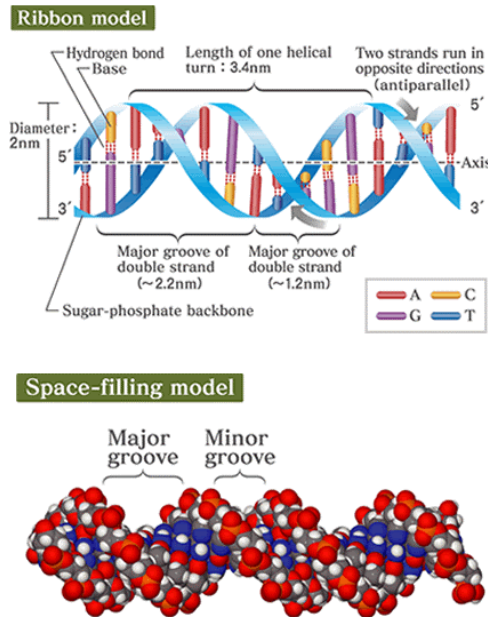 Ribbon model
Hydrogen bond
Base
Length of one helical
turn : 3.4nm
Two strands run in
opposite directions
(antiparallel)
Diameter :
2nm
5´
5´
Axis
3´
3´
Major groove of
double strand
(~2.2nm)
Major groove of
double strand
(~1.2nm)
Sugar-phosphate backbone
A
C
G
T
Space-filling model
Major
groove
Minor
groove